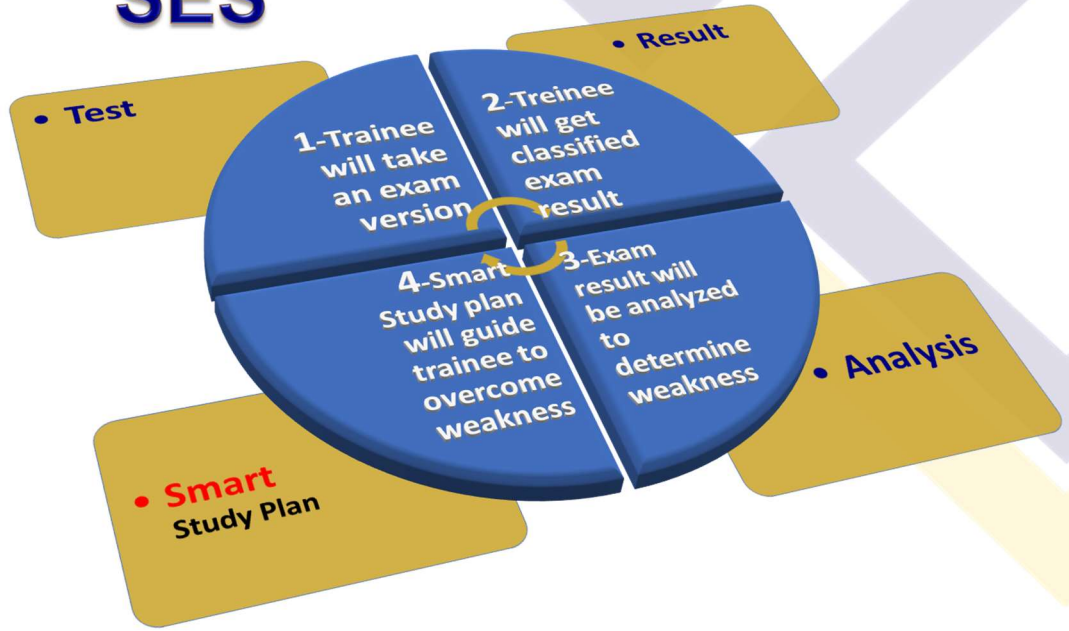 SES
• Test
• Result
1-Trainee
will take
an exam
version
2-Treinee
will get
classified
exam
result
3-Exam
result will
be analyzed
to
determine
weakness
4-Smart
Study plan
will guide
trainee to
overcome
weakness
• Analysis
• Smart
Study Plan